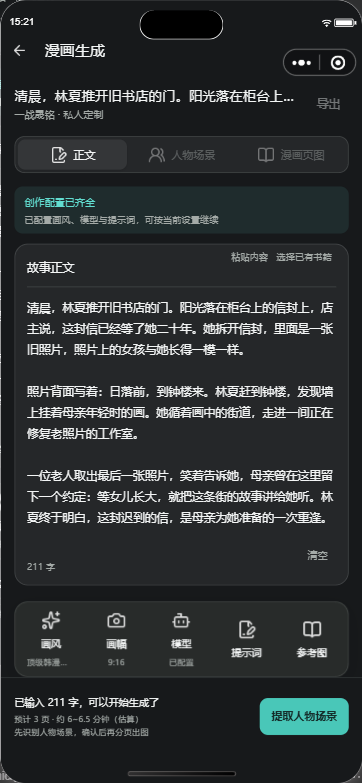 15:21
漫画生成
清晨，林夏推开旧书店的门。阳光落在柜台上...
一战晟铭 · 私人定制
导出
正文
人物场景
漫画页图
创作配置已齐全
已配置画风、模型与提示词，可按当前设置继续
故事正文
粘贴内容
选择已有书稿
清晨，林夏推开旧书店的门。阳光落在柜台上的信封上，店
主说，这封信已经等了她二十年。她拆开信封，里面是一张
旧照片，照片上的女孩与她长得一模一样。
照片背面写着：日落前，到钟楼来。林夏赶到钟楼，发现墙
上挂着母亲年轻时的画。她循着画中的街道，走进一间正在
修复老照片的工作室。
一位老人取出最后一张照片，笑着告诉她，母亲曾在这里留
下一个约定：等女儿长大，就把这条街的故事讲给她听。林
夏终于明白，这封迟到的信，是母亲为她准备的一次重逢。
211 字
清空
画风
顶级韩漫...
画幅
9:16
模型
已配置
提示词
参考图
已输入 211 字，可以开始生成了
预计 3 页 · 约 6–6.5 分钟（估算）
先识别人物场景，确认后再分页出图
提取人物场景